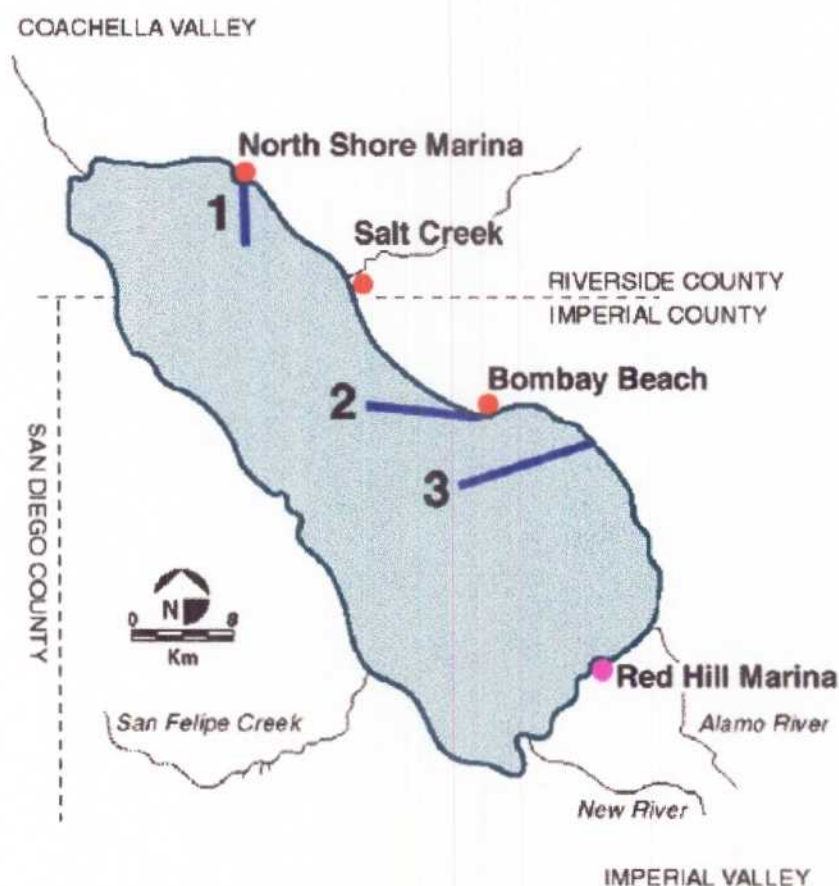 COACHELLA VALLEY
North Shore Marina
1
Salt Creek
RIVERSIDE COUNTY
IMPERIAL COUNTY
Bombay Beach
2
3
SAN DIEGO COUNTY
N
0 8
Km
Red Hill Marina
San Felipe Creek
Alamo River
New River
IMPERIAL VALLEY